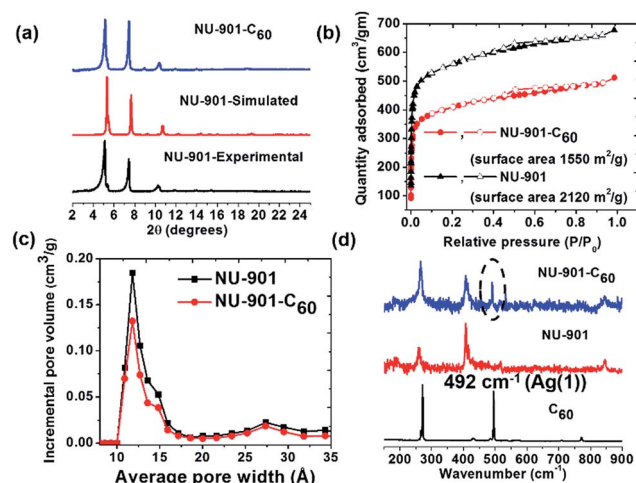 (a)
NU-901-C60
NU-901-Simulated
NU-901-Experimental
2 4 6 8 10 12 14 16 18 20 22 24
2θ (degrees)
(b)
Quantity adsorbed (cm³/gm)
700
600
500
400
300
200
100
NU-901-C60
(surface area 1550 m²/g)
NU-901
(surface area 2120 m²/g)
0.0 0.2 0.4 0.6 0.8 1.0
Relative pressure (P/P0)
(c)
Incremental pore volume (cm³/g)
0.20
0.15
0.10
0.05
0.00
NU-901
NU-901-C60
10 15 20 25 30 35
Average pore width (Å)
(d)
NU-901-C60
NU-901
492 cm⁻¹ (Ag(1))
C60
200 300 400 500 600 700 800 900
Wavenumber (cm⁻¹)